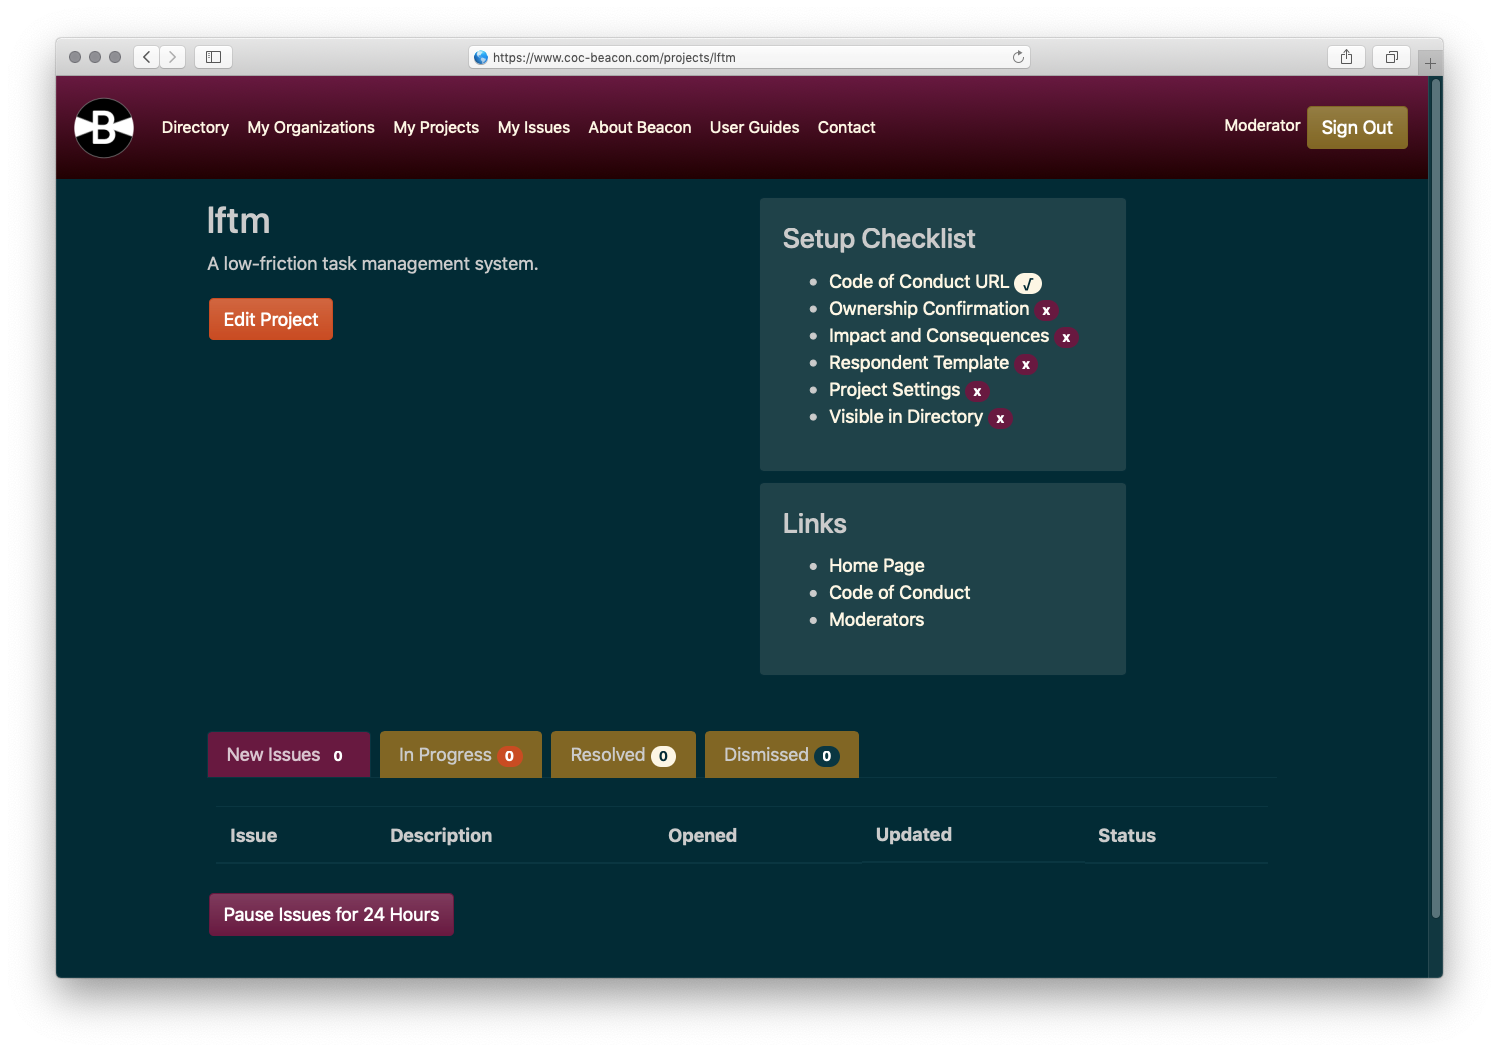 https://www.coc-beacon.com/projects/lftm
B
Directory My Organizations My Projects My Issues About Beacon User Guides Contact Moderator Sign Out
lftm
A low-friction task management system.
Edit Project
Setup Checklist
Code of Conduct URL √
Ownership Confirmation x
Impact and Consequences x
Respondent Template x
Project Settings x
Visible in Directory x
Links
Home Page
Code of Conduct
Moderators
New Issues 0 In Progress 0 Resolved 0 Dismissed 0
Issue Description Opened Updated Status
Pause Issues for 24 Hours